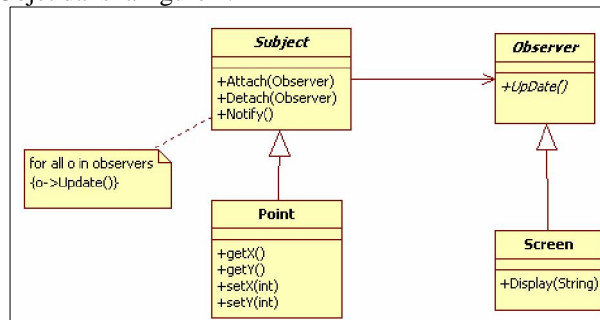 Subject
+Attach(Observer)
+Detach(Observer)
+Notify()
Observer
+UpDate()
for all o in observers
{o->Update()}
Point
+getX()
+getY()
+setX(int)
+setY(int)
Screen
+Display(String)